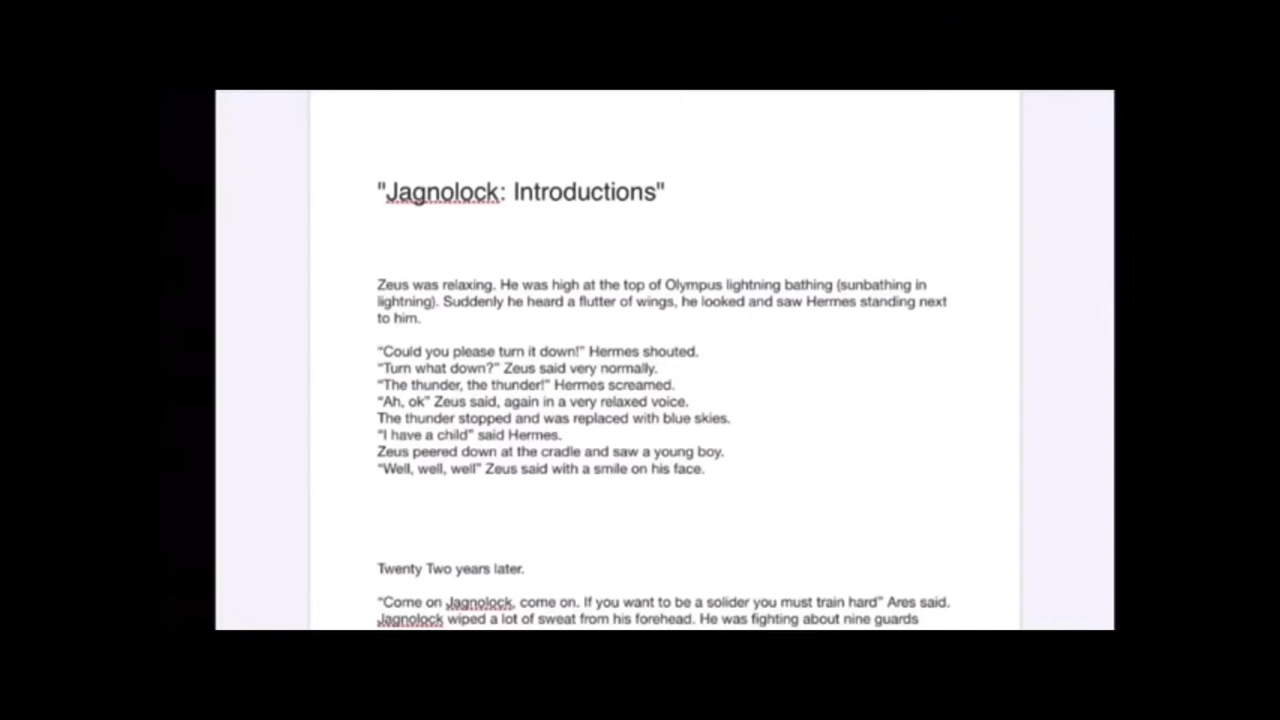 "Jagnolock: Introductions"
Zeus was relaxing. He was high at the top of Olympus lightning bathing (sunbathing in
lightning). Suddenly he heard a flutter of wings, he looked and saw Hermes standing next
to him.
“Could you please turn it down!” Hermes shouted.
“Turn what down?” Zeus said very normally.
“The thunder, the thunder!” Hermes screamed.
“Ah, ok” Zeus said, again in a very relaxed voice.
The thunder stopped and was replaced with blue skies.
“I have a child” said Hermes.
Zeus peered down at the cradle and saw a young boy.
“Well, well, well” Zeus said with a smile on his face.
Twenty Two years later.
“Come on Jagnolock, come on. If you want to be a solider you must train hard” Ares said.
Jagnolock wiped a lot of sweat from his forehead. He was fighting about nine guards